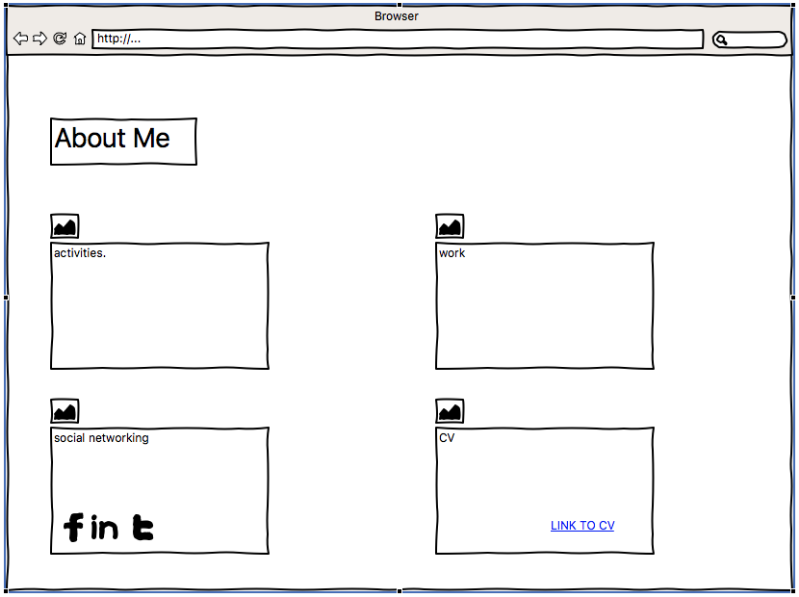 Browser
http://...
About Me
activities.
work
social networking
CV
f in t
LINK TO CV